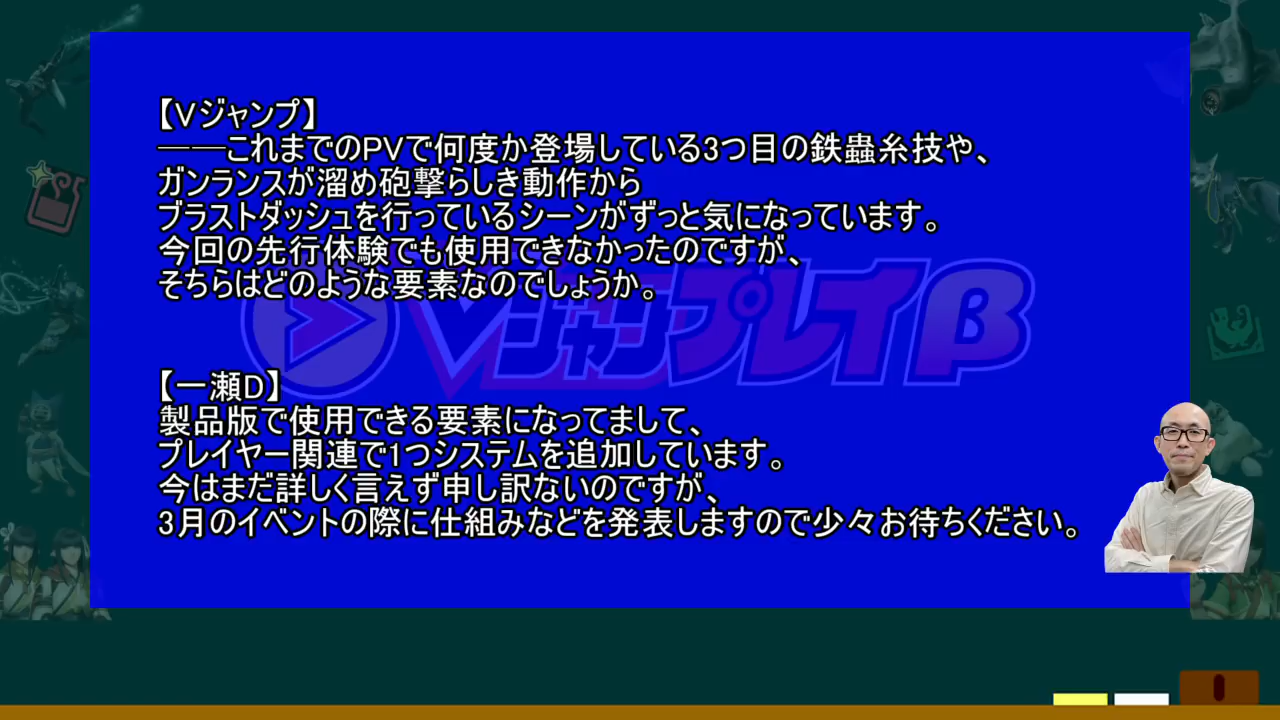 【Vジャンプ】
――これまでのPVで何度か登場している3つ目の鉄蟲糸技や、
ガンランスが溜め砲撃らしき動作から
ブラストダッシュを行っているシーンがずっと気になっています。
今回の先行体験でも使用できなかったのですが、
そちらはどのような要素なのでしょうか。
VジャンプレイΒ
【一瀬D】
製品版で使用できる要素になってまして、
プレイヤー関連で1つシステムを追加しています。
今はまだ詳しく言えず申し訳ないのですが、
3月のイベントの際に仕組みなどを発表しますので少々お待ちください。